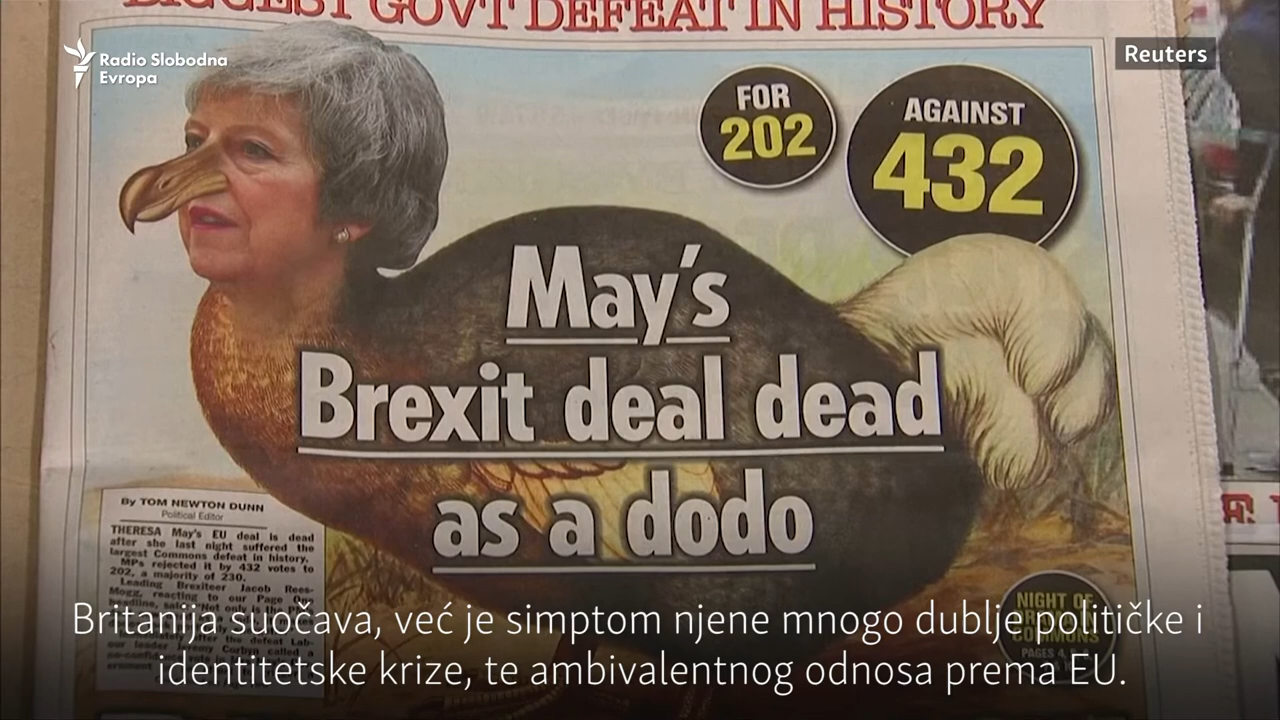 BIGGEST GOV'T DEFEAT IN HISTORY
Radio Slobodna
Evropa
Reuters
FOR
202
AGAINST
432
May's
Brexit deal dead
as a dodo
By TOM NEWTON DUNN
Political Editor
THERESA May's EU deal is dead
after she last night suffered the
largest Commons defeat in history.
MPs rejected it by 432 votes to
202, a majority of 230.
Leading Brexiteer Jacob Rees-
Mogg, reacting to our Page One
NIGHT OF
COMMONS
PAGES 4, 5, 6
Britanija suočava, već je simptom njene mnogo dublje političke i
identitetske krize, te ambivalentnog odnosa prema EU.